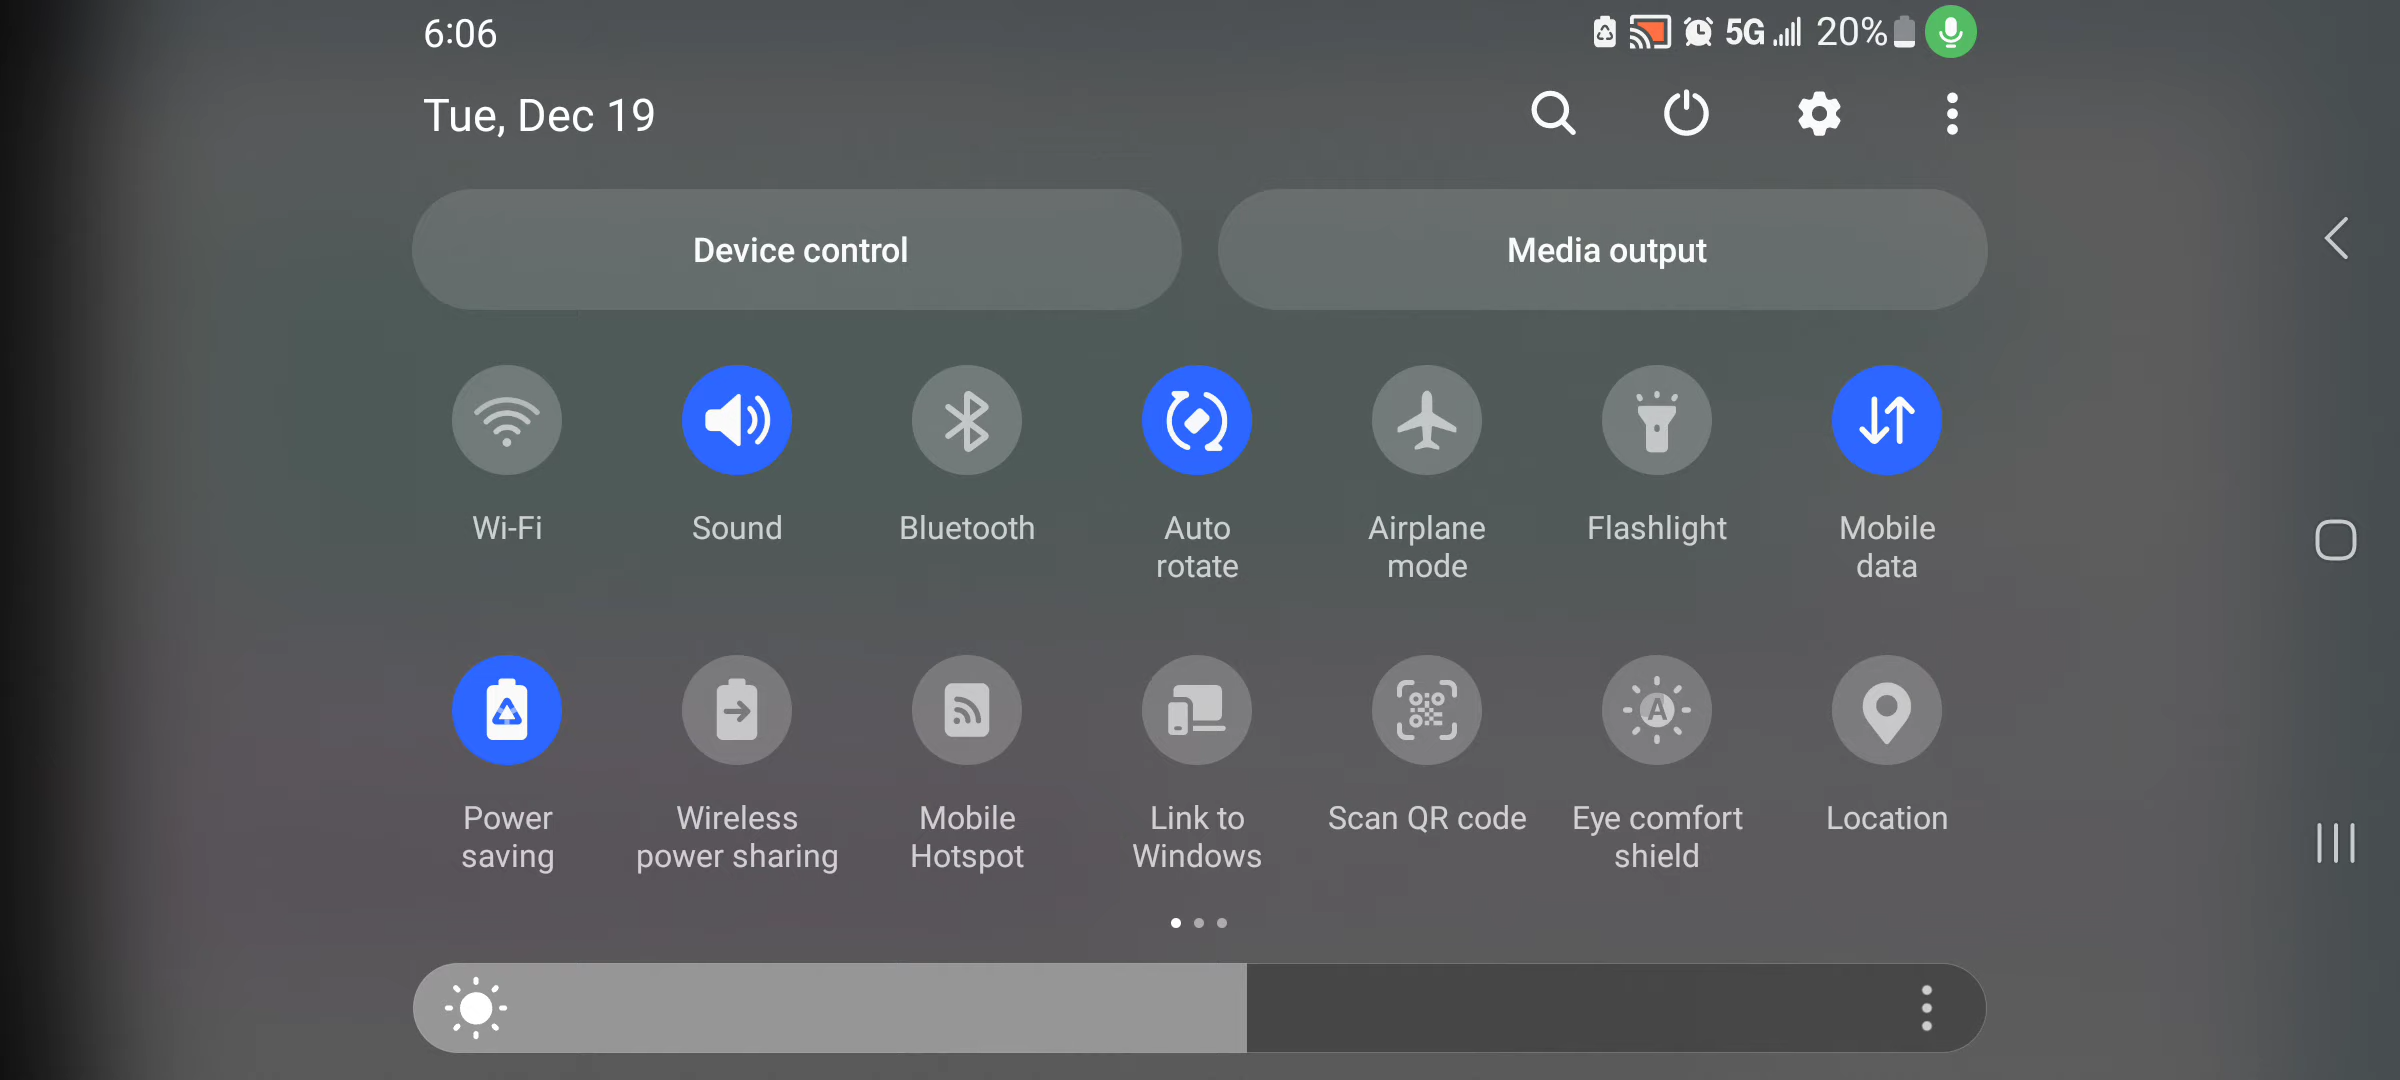 6:06
5G 20%
Tue, Dec 19
Device control
Media output
Wi-Fi
Sound
Bluetooth
Auto
rotate
Airplane
mode
Flashlight
Mobile
data
Power
saving
Wireless
power sharing
Mobile
Hotspot
Link to
Windows
Scan QR code
Eye comfort
shield
Location